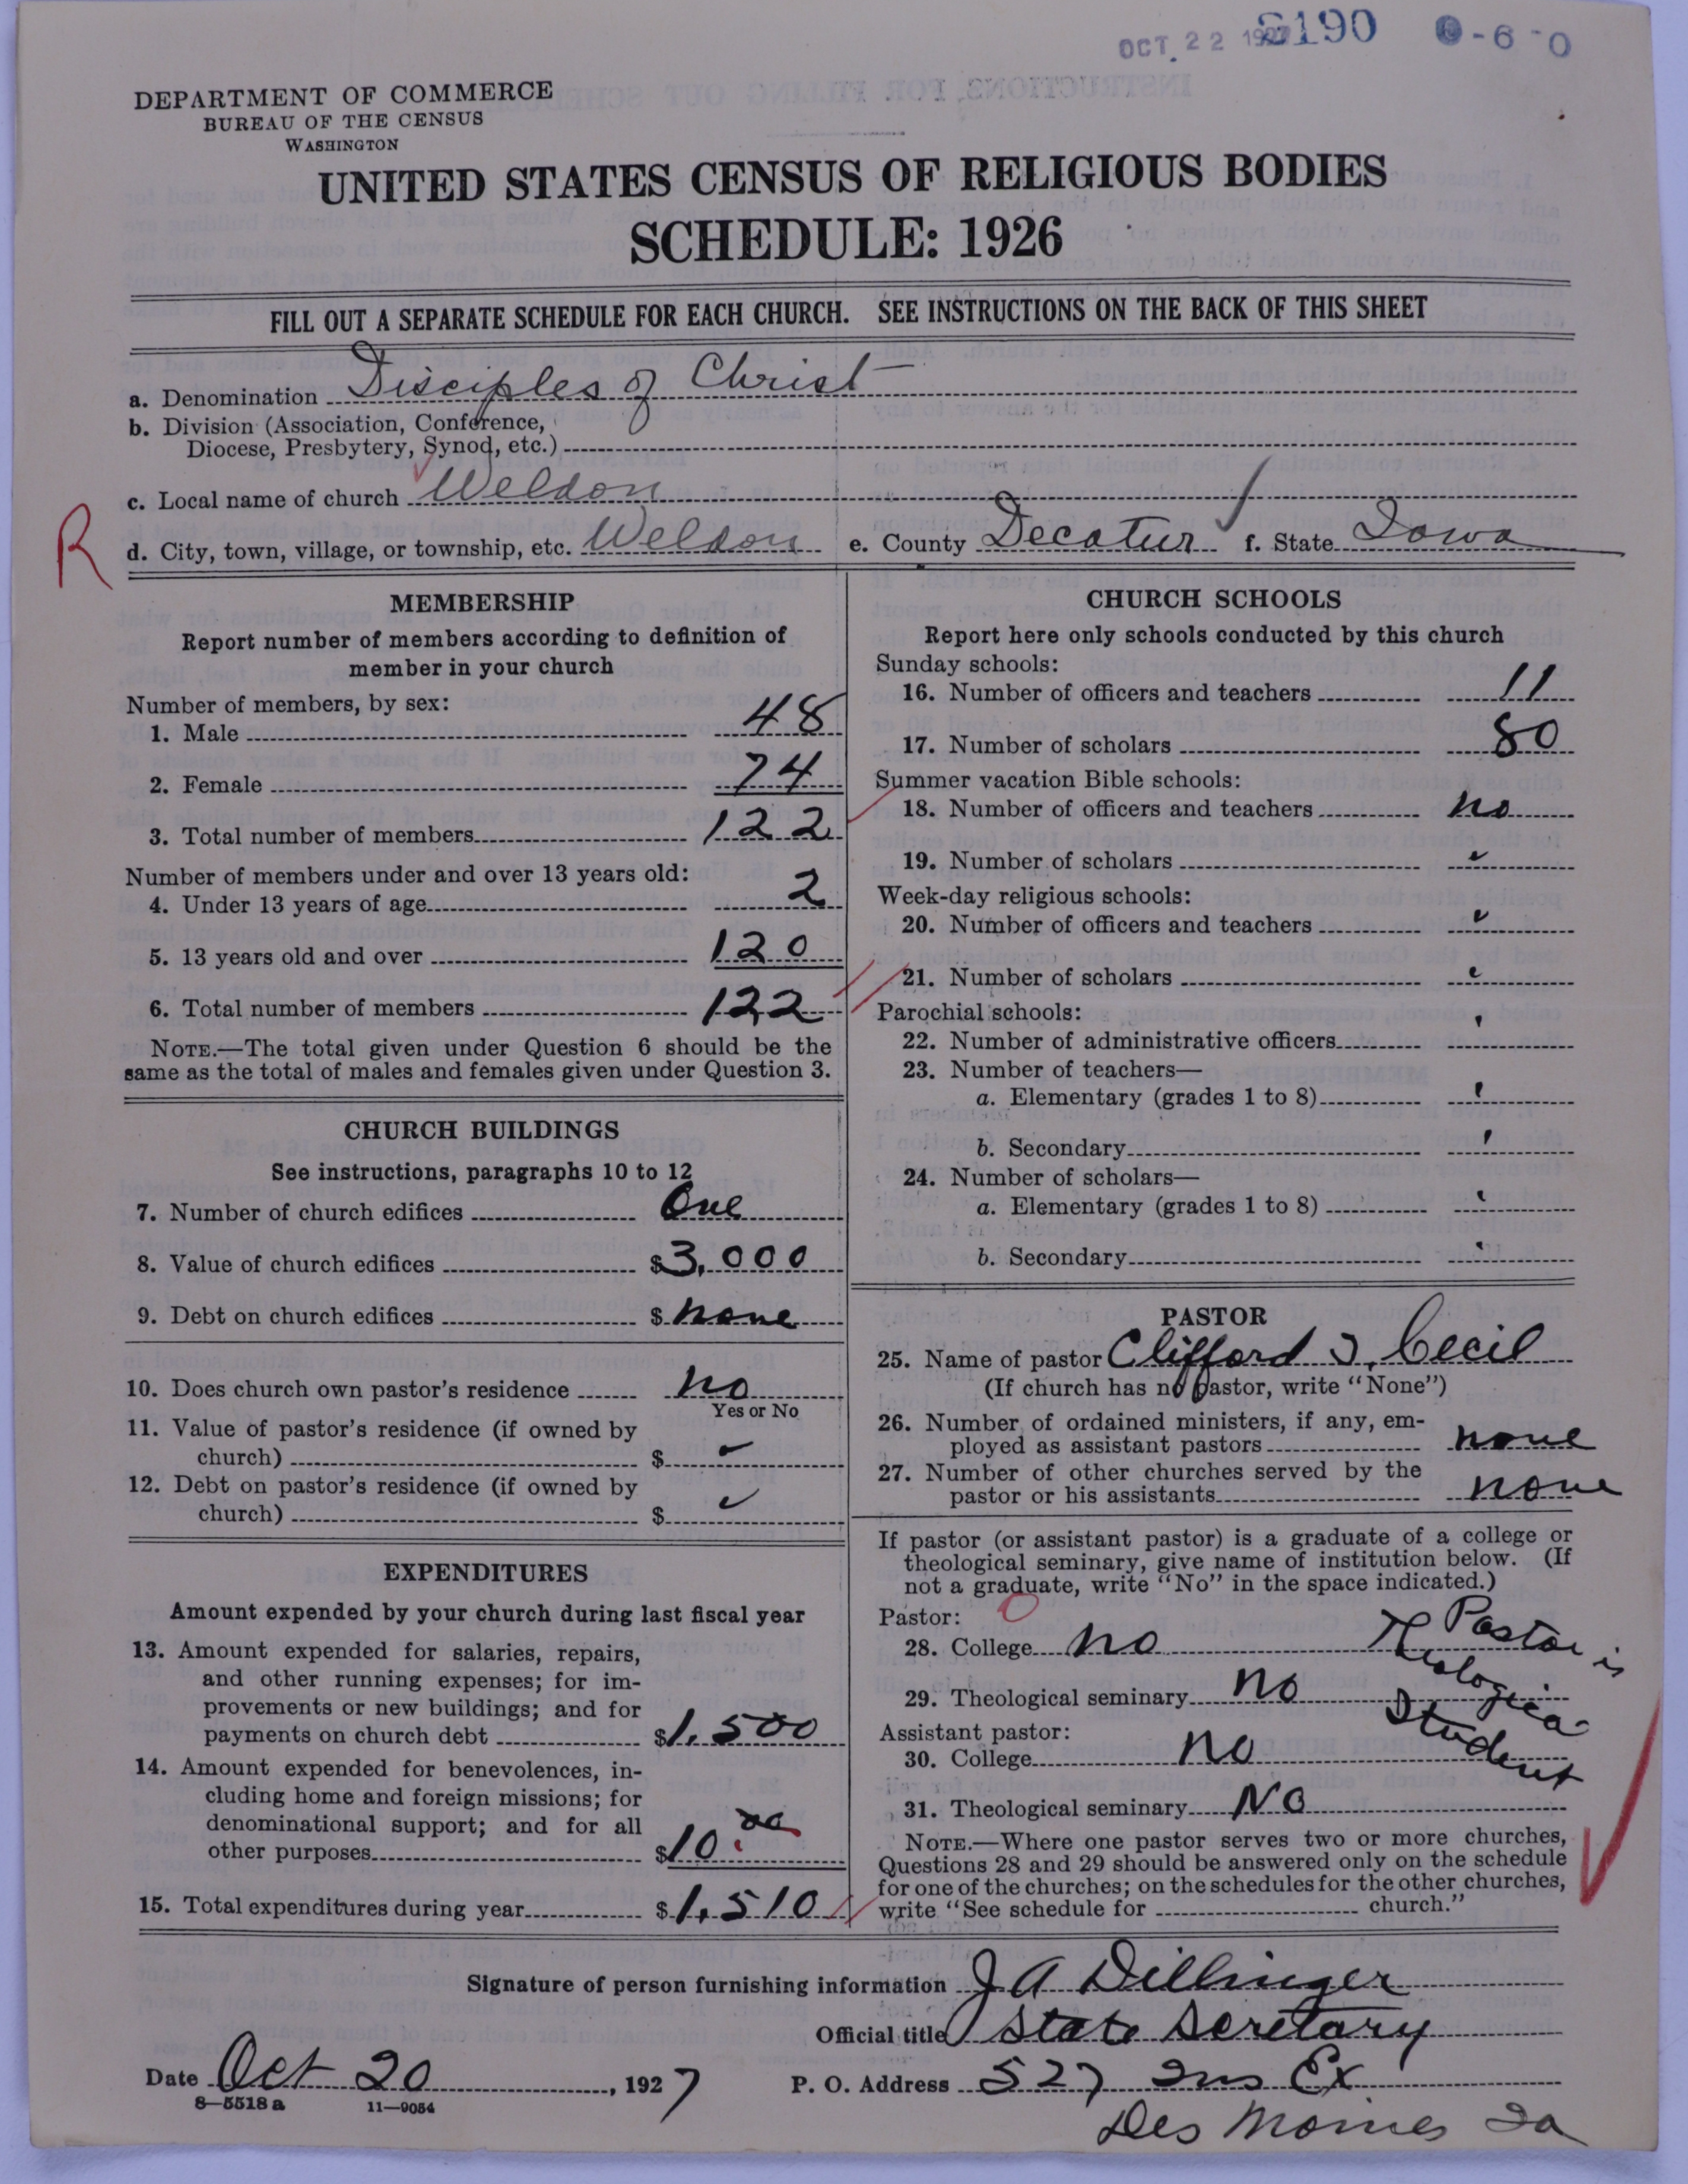 OCT 22 190 8-6-0
DEPARTMENT OF COMMERCE
BUREAU OF THE CENSUS
WASHINGTON
UNITED STATES CENSUS OF RELIGIOUS BODIES
SCHEDULE: 1926
FILL OUT A SEPARATE SCHEDULE FOR EACH CHURCH. SEE INSTRUCTIONS ON THE BACK OF THIS SHEET
a. Denomination Disciples of Christ
b. Division (Association, Conference,
Diocese, Presbytery, Synod, etc.)
c. Local name of church Weldon
R
d. City, town, village, or township, etc. Weldon e. County Decatur f. State Iowa
MEMBERSHIP
Report number of members according to definition of
member in your church
Number of members, by sex:
1. Male 48
2. Female 74
3. Total number of members 122
Number of members under and over 13 years old:
4. Under 13 years of age 2
5. 13 years old and over 120
6. Total number of members 122
NOTE.—The total given under Question 6 should be the
same as the total of males and females given under Question 3.
CHURCH BUILDINGS
See instructions, paragraphs 10 to 12
7. Number of church edifices One
8. Value of church edifices $3,000
9. Debt on church edifices $ none
10. Does church own pastor's residence no
Yes or No
11. Value of pastor's residence (if owned by
church) $
12. Debt on pastor's residence (if owned by
church) $
EXPENDITURES
Amount expended by your church during last fiscal year
13. Amount expended for salaries, repairs,
and other running expenses; for im-
provements or new buildings; and for
payments on church debt $1,500
14. Amount expended for benevolences, in-
cluding home and foreign missions; for
denominational support; and for all
other purposes $10.00
15. Total expenditures during year $1,510
CHURCH SCHOOLS
Report here only schools conducted by this church
Sunday schools:
16. Number of officers and teachers 11
17. Number of scholars 80
Summer vacation Bible schools:
18. Number of officers and teachers no
19. Number of scholars
Week-day religious schools:
20. Number of officers and teachers
21. Number of scholars
Parochial schools:
22. Number of administrative officers
23. Number of teachers—
a. Elementary (grades 1 to 8)
b. Secondary
24. Number of scholars—
a. Elementary (grades 1 to 8)
b. Secondary
PASTOR
25. Name of pastor Clifford J. Cecil
(If church has no pastor, write "None")
26. Number of ordained ministers, if any, em-
ployed as assistant pastors none
27. Number of other churches served by the
pastor or his assistants none
If pastor (or assistant pastor) is a graduate of a college or
theological seminary, give name of institution below. (If
not a graduate, write "No" in the space indicated.)
Pastor: 0
28. College no
29. Theological seminary no
Pastor is
Theological
Student
Assistant pastor:
30. College no
31. Theological seminary NO
NOTE.—Where one pastor serves two or more churches,
Questions 28 and 29 should be answered only on the schedule
for one of the churches; on the schedules for the other churches,
write "See schedule for church."
Signature of person furnishing information J A Dillinger
Official title State Secretary
Date Oct 20, 1927 P. O. Address 527 Ins Ex
8—5518 a 11—9054
Des Moines Ia